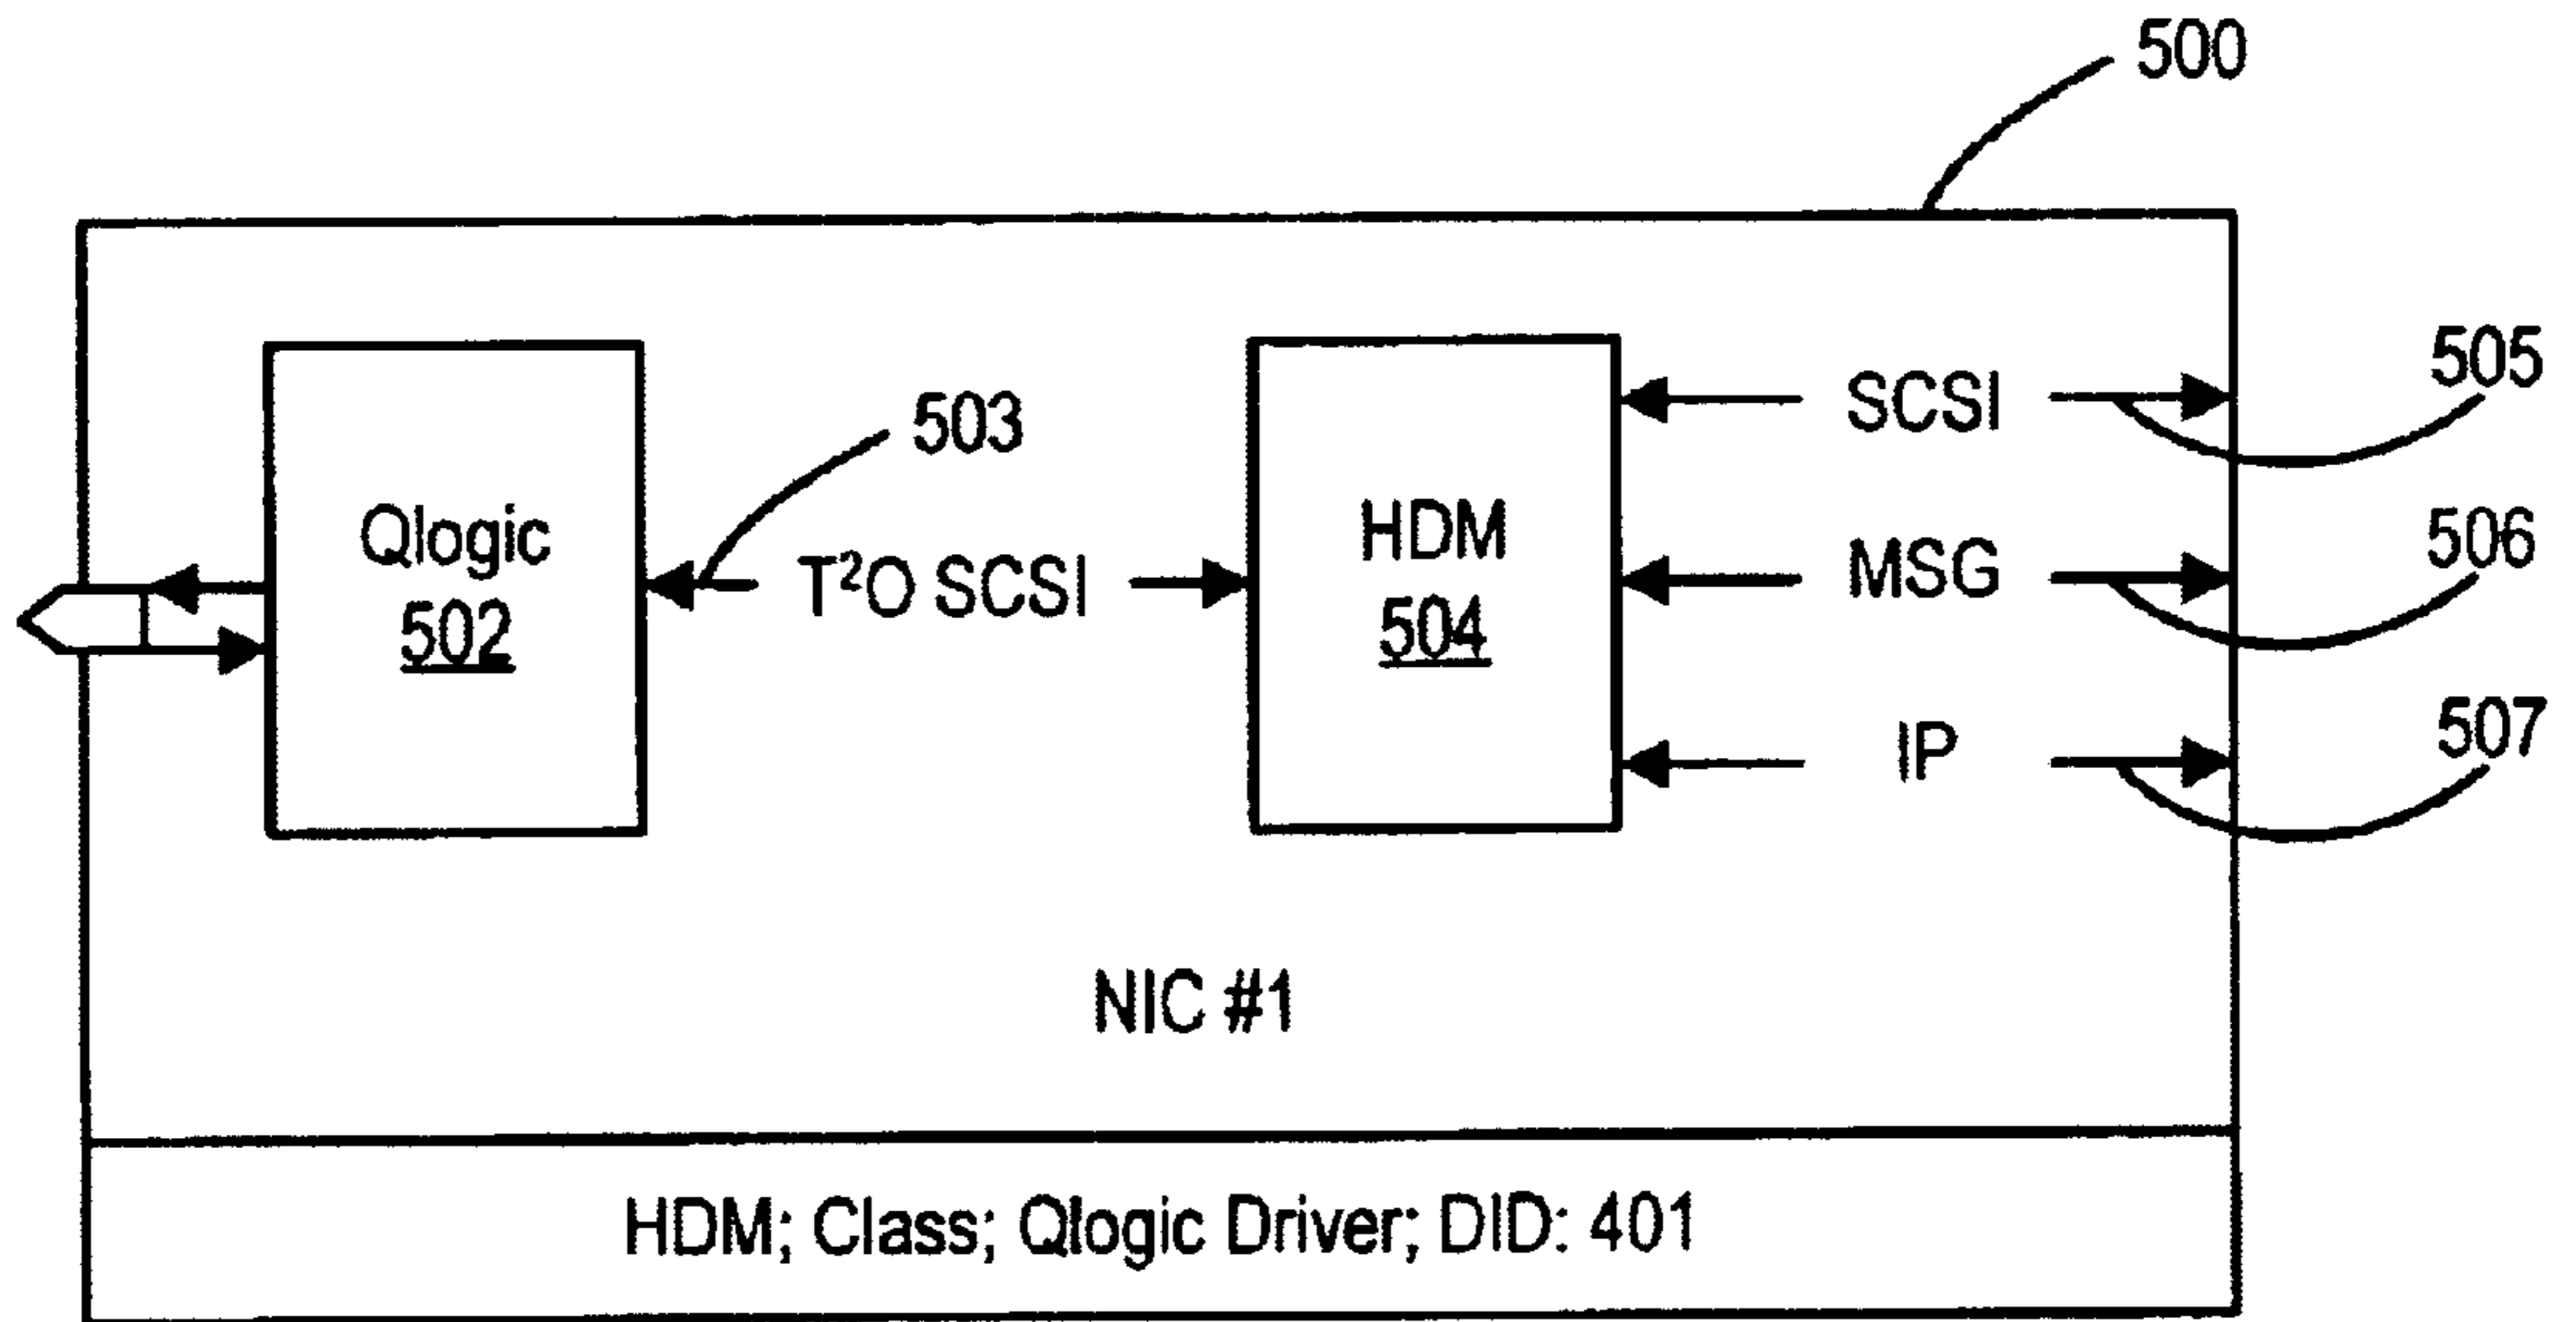 500
505
SCSI
503
Qlogic
502
T²O SCSI
HDM
504
506
MSG
507
IP
NIC #1
HDM; Class; Qlogic Driver; DID: 401